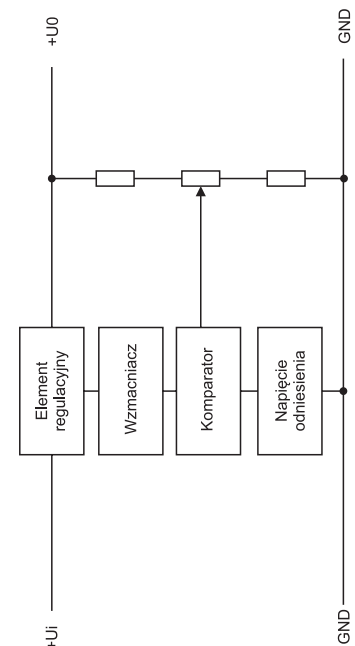 +Ui
+U0
Element
regulacyjny
Wzmacniacz
Komparator
Napięcie
odniesienia
GND
GND